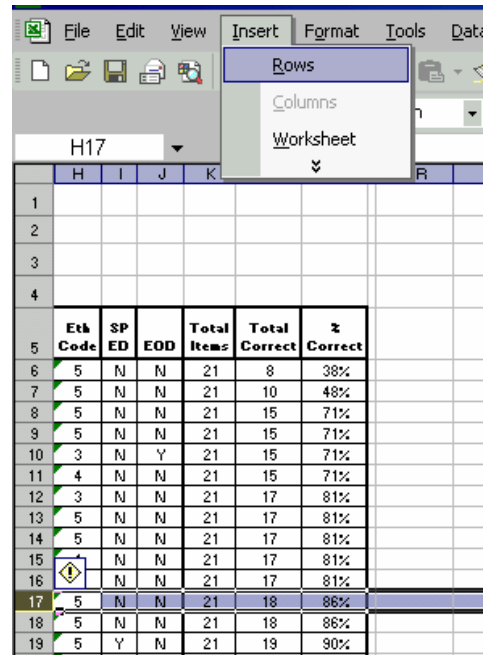 File Edit View Insert Format Tools Data
Rows
Columns
Worksheet
H17
H I J K R
1
2
3
4
Eth SP Total Total %
5 Code ED EOD Items Correct Correct
6 5 N N 21 8 38%
7 5 N N 21 10 48%
8 5 N N 21 15 71%
9 5 N N 21 15 71%
10 3 N Y 21 15 71%
11 4 N N 21 15 71%
12 3 N N 21 17 81%
13 5 N N 21 17 81%
14 5 N N 21 17 81%
15 N N 21 17 81%
16 N N 21 17 81%
17 5 N N 21 18 86%
18 5 N N 21 18 86%
19 5 Y N 21 19 90%